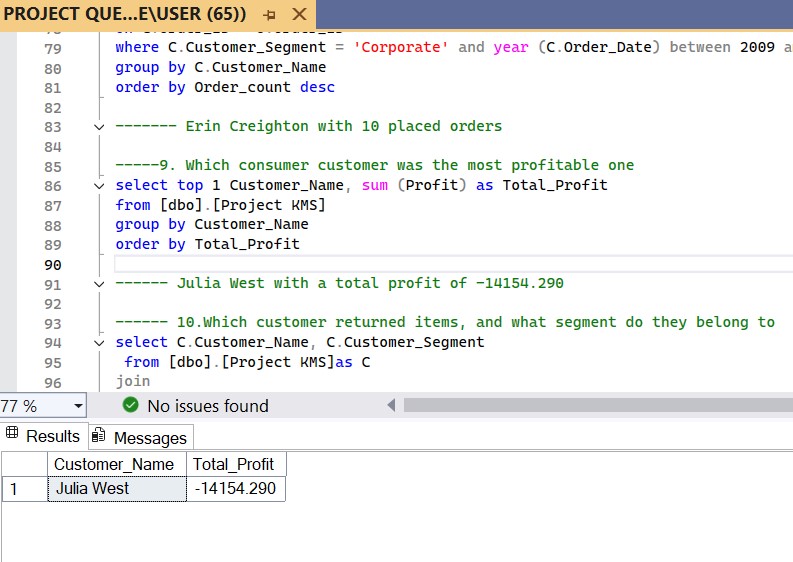 PROJECT QUE...E\USER (65))
79 where C.Customer_Segment = 'Corporate' and year (C.Order_Date) between 2009
80 group by C.Customer_Name
81 order by Order_count desc
82
83 ------- Erin Creighton with 10 placed orders
84
85 -----9. Which consumer customer was the most profitable one
86 select top 1 Customer_Name, sum (Profit) as Total_Profit
87 from [dbo].[Project KMS]
88 group by Customer_Name
89 order by Total_Profit
90
91 ------ Julia West with a total profit of -14154.290
92
93 ------ 10.Which customer returned items, and what segment do they belong to
94 select C.Customer_Name, C.Customer_Segment
95 from [dbo].[Project KMS]as C
96 join
77 % No issues found
Results Messages
Customer_Name Total_Profit
1 Julia West -14154.290